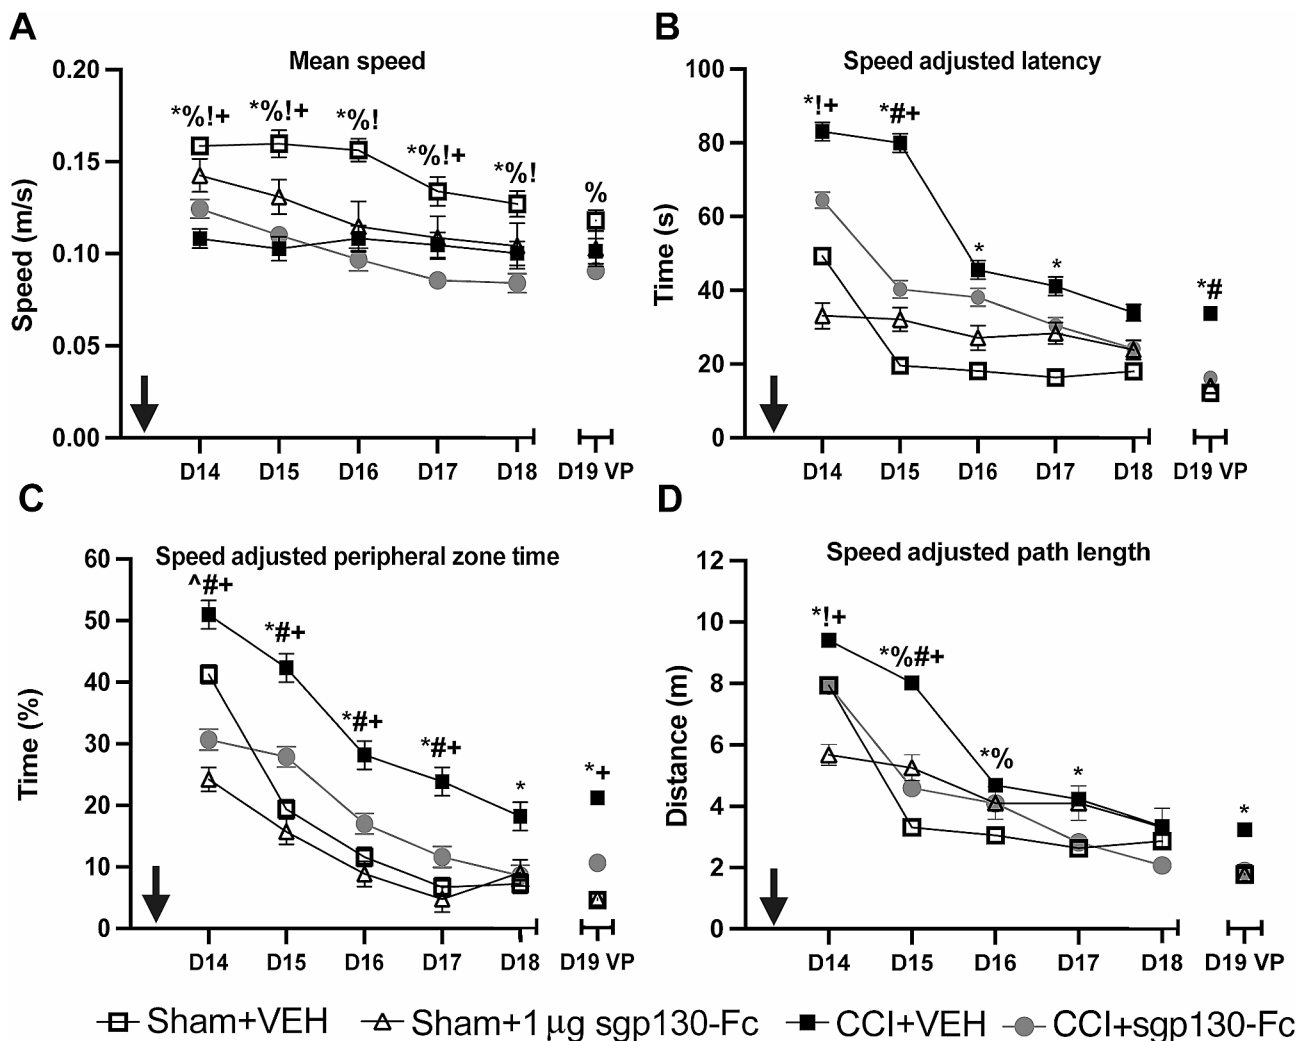 A
Mean speed
0.20
0.15
0.10
0.05
0.00
Speed (m/s)
*%!+
*%!+
*%!
*%!+
*%!
%
D14 D15 D16 D17 D18 D19 VP
B
Speed adjusted latency
100
80
60
40
20
0
Time (s)
*!+
*#+
*
*
*#
D14 D15 D16 D17 D18 D19 VP
C
Speed adjusted peripheral zone time
60
50
40
30
20
10
0
Time (%)
^#+
*#+
*#+
*#+
*
*+
D14 D15 D16 D17 D18 D19 VP
D
Speed adjusted path length
12
10
8
6
4
2
0
Distance (m)
*!+
*%#+
*%
*
*
D14 D15 D16 D17 D18 D19 VP
Sham+VEH Sham+1 μg sgp130-Fc CCI+VEH CCI+sgp130-Fc